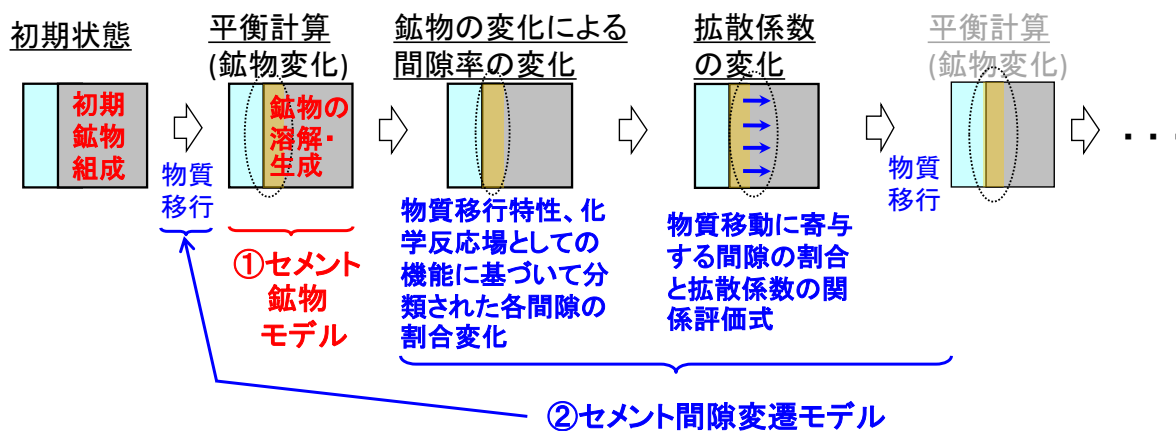 初期状態
平衡計算
(鉱物変化)
鉱物の変化による
間隙率の変化
拡散係数
の変化
平衡計算
(鉱物変化)
初期
鉱物
組成
物質
移行
鉱物の
溶解・
生成
物質
移行
・・・
①セメント
鉱物
モデル
物質移行特性、化
学反応場としての
機能に基づいて分
類された各間隙の
割合変化
物質移動に寄与
する間隙の割合
と拡散係数の関
係評価式
②セメント間隙変遷モデル